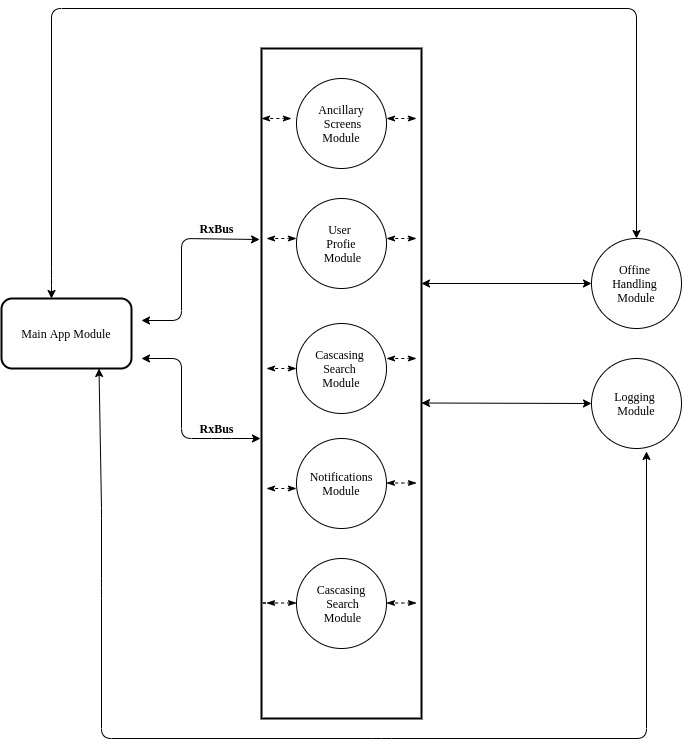 Ancillary
Screens
Module
RxBus
User
Profie
Module
Offine
Handling
Module
Main App Module
Cascasing
Search
Module
Logging
Module
RxBus
Notifications
Module
Cascasing
Search
Module